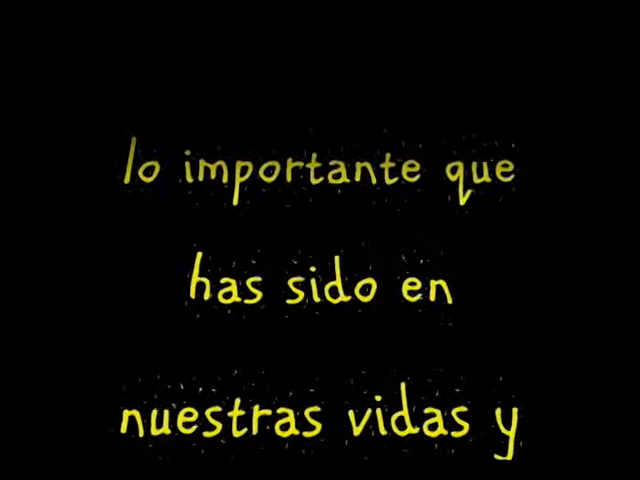 lo importante que
has sido en
nuestras vidas y